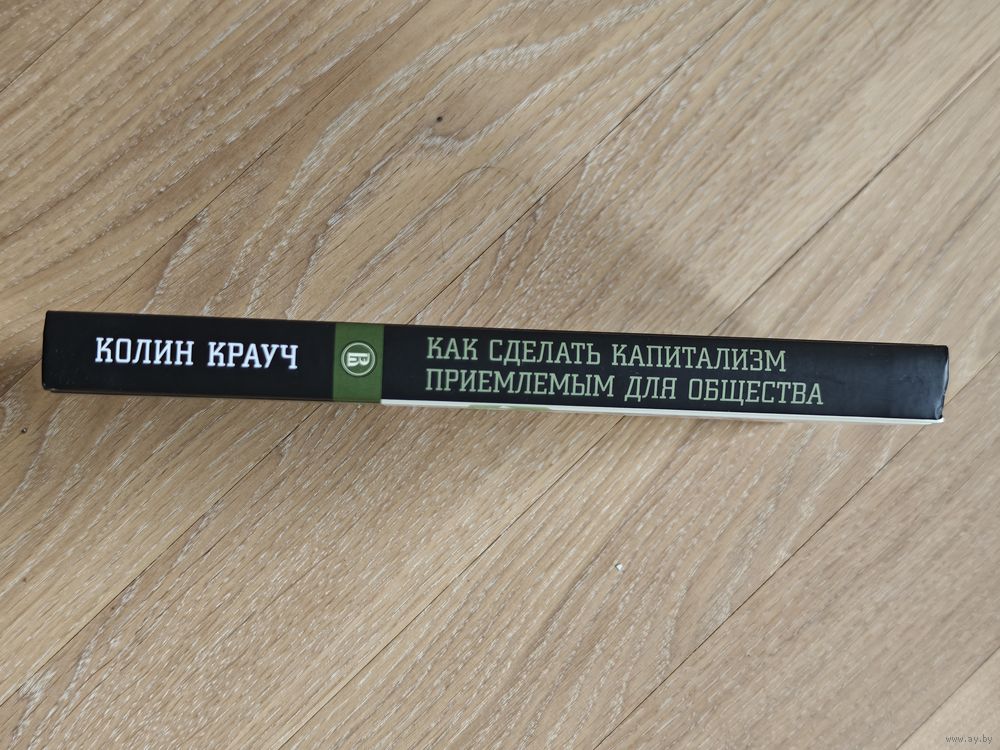 КОЛИН КРАУЧ
КАК СДЕЛАТЬ КАПИТАЛИЗМ
ПРИЕМЛЕМЫМ ДЛЯ ОБЩЕСТВА
www.ay.by